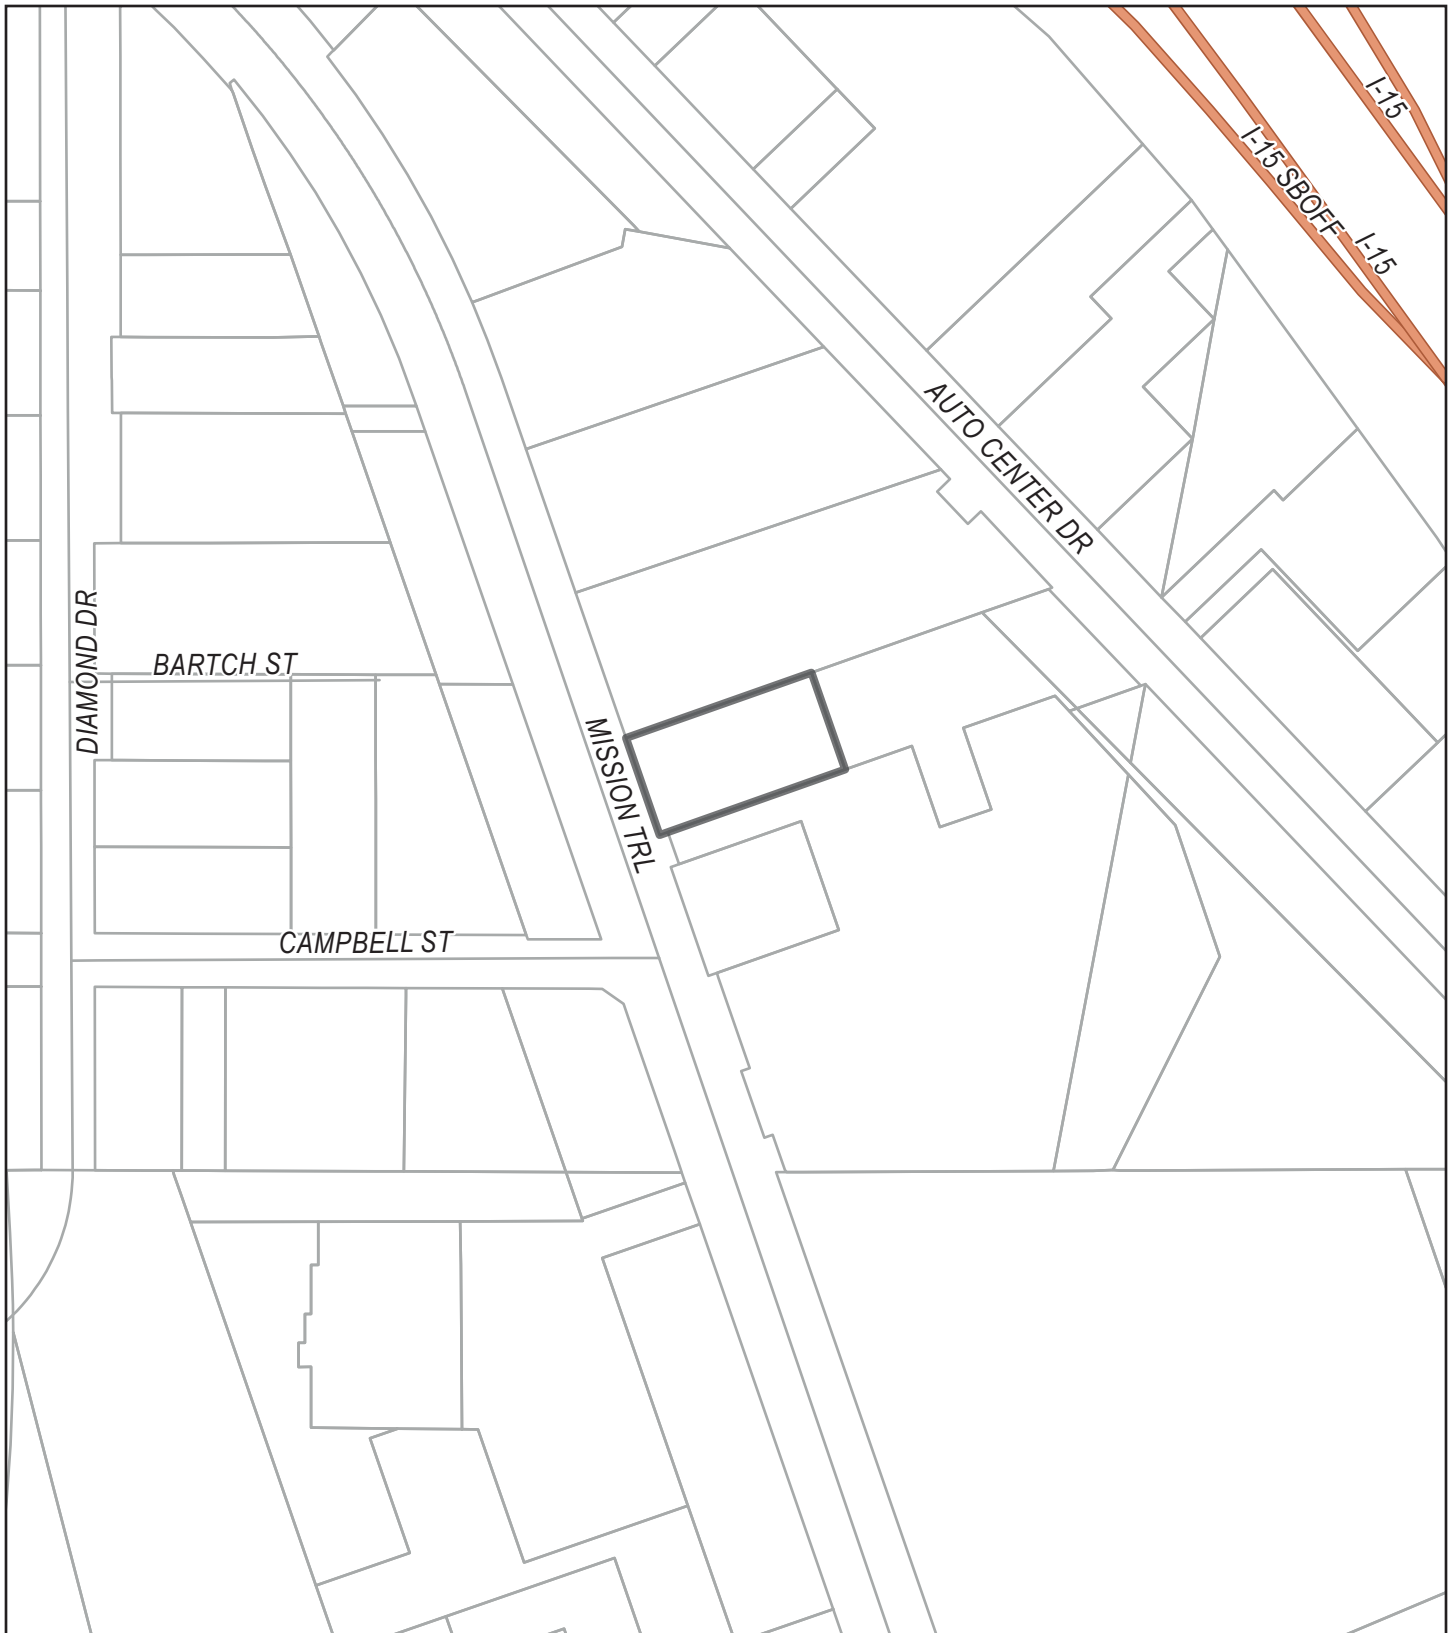 I-15
I-15 SBOFF
I-15
AUTO CENTER DR
DIAMOND DR
BARTCH ST
MISSION TRL
CAMPBELL ST